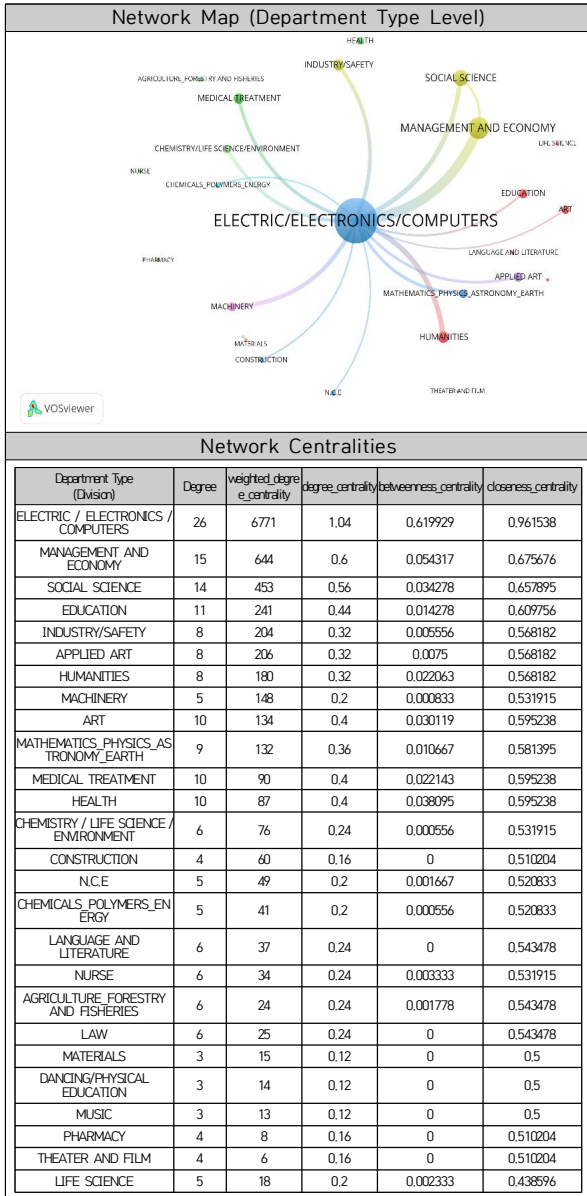 Network Map (Department Type Level)
HEALTH
INDUSTRY/SAFETY
SOCIAL SCIENCE
AGRICULTURE_FORESTRY AND FISHERIES
MEDICAL TREATMENT
MANAGEMENT AND ECONOMY
LIFE SCIENCE
CHEMISTRY/LIFE SCIENCE/ENVIRONMENT
NURSE
CHEMICALS_POLYMERS_ENERGY
EDUCATION
ART
ELECTRIC/ELECTRONICS/COMPUTERS
LANGUAGE AND LITERATURE
PHARMACY
APPLIED ART
MATHEMATICS_PHYSICS_ASTRONOMY_EARTH
MACHINERY
HUMANITIES
MATERIALS
CONSTRUCTION
N.C.E
THEATER AND FILM
VOSviewer
Network Centralities
Department Type
(Division)
Degree
weighted_degre
e_centrality
degree_centrality
betweenness_centrality
closeness_centrality
ELECTRIC / ELECTRONICS /
COMPUTERS
26 6771 1.04 0.619929 0.961538
MANAGEMENT AND
ECONOMY
15 644 0.6 0.054317 0.675676
SOCIAL SCIENCE 14 453 0.56 0.034278 0.657895
EDUCATION 11 241 0.44 0.014278 0.609756
INDUSTRY/SAFETY 8 204 0.32 0.005556 0.568182
APPLIED ART 8 206 0.32 0.0075 0.568182
HUMANITIES 8 180 0.32 0.022063 0.568182
MACHINERY 5 148 0.2 0.000833 0.531915
ART 10 134 0.4 0.030119 0.595238
MATHEMATICS_PHYSICS_AS
TRONOMY_EARTH
9 132 0.36 0.010667 0.581395
MEDICAL TREATMENT 10 90 0.4 0.022143 0.595238
HEALTH 10 87 0.4 0.038095 0.595238
CHEMISTRY / LIFE SCIENCE /
ENVIRONMENT
6 76 0.24 0.000556 0.531915
CONSTRUCTION 4 60 0.16 0 0.510204
N.C.E 5 49 0.2 0.001667 0.520833
CHEMICALS_POLYMERS_EN
ERGY
5 41 0.2 0.000556 0.520833
LANGUAGE AND
LITERATURE
6 37 0.24 0 0.543478
NURSE 6 34 0.24 0.003333 0.531915
AGRICULTURE_FORESTRY
AND FISHERIES
6 24 0.24 0.001778 0.543478
LAW 6 25 0.24 0 0.543478
MATERIALS 3 15 0.12 0 0.5
DANCING/PHYSICAL
EDUCATION
3 14 0.12 0 0.5
MUSIC 3 13 0.12 0 0.5
PHARMACY 4 8 0.16 0 0.510204
THEATER AND FILM 4 6 0.16 0 0.510204
LIFE SCIENCE 5 18 0.2 0.002333 0.438596